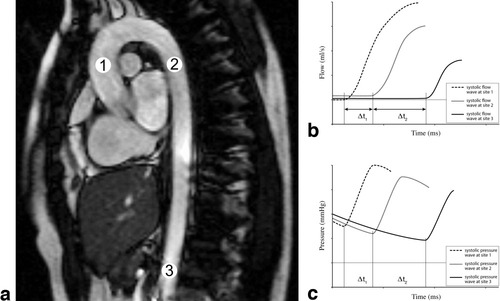 1
2
3
a
Flow (ml/s)
Δt₁
Δt₂
systolic flow
wave at site 1
systolic flow
wave at site 2
systolic flow
wave at site 3
b
Time (ms)
Pressure (mmHg)
Δt₁
Δt₂
systolic pressure
wave at site 1
systolic pressure
wave at site 2
systolic pressure
wave at site 3
c
Time (ms)